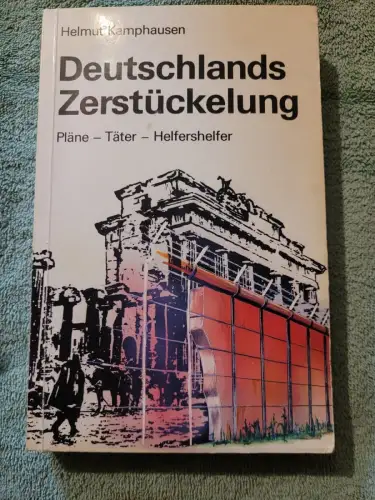 Helmut Kamphausen
Deutschlands
Zerstückelung
Pläne – Täter – Helfershelfer